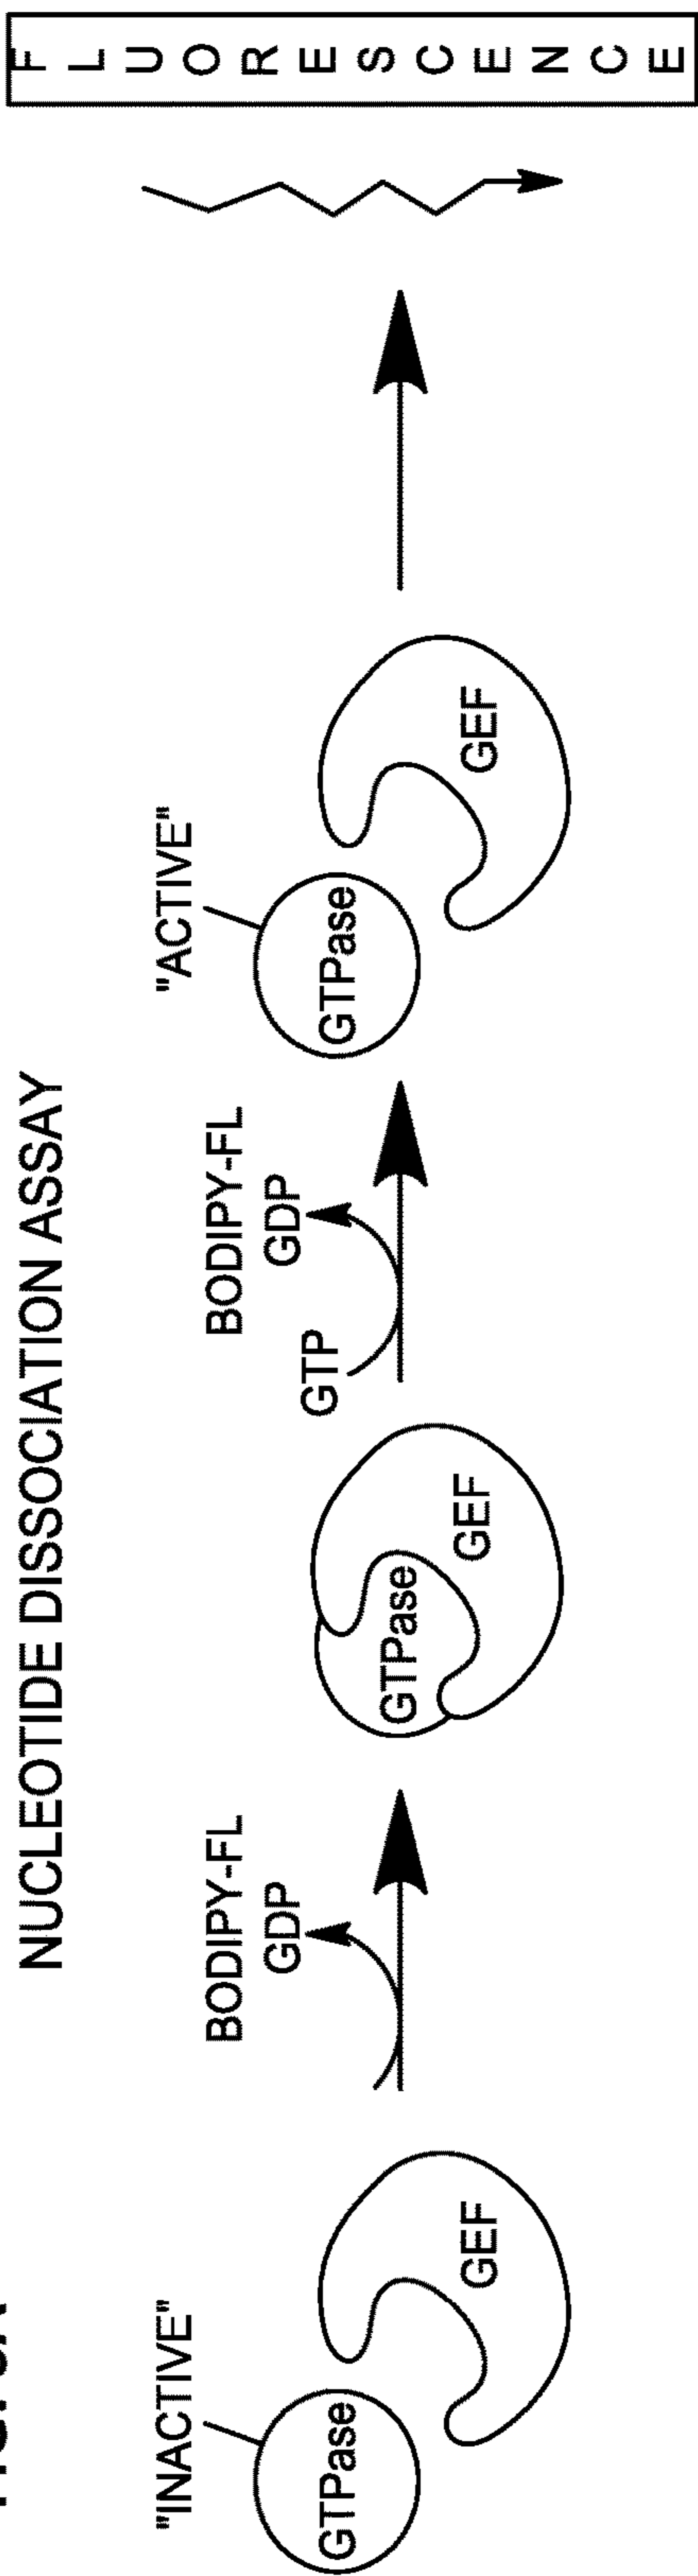 NUCLEOTIDE DISSOCIATION ASSAY
"INACTIVE"
GTPase
GEF
BODIPY-FL
GDP
GTPase
GEF
GTP
BODIPY-FL
GDP
"ACTIVE"
GTPase
GEF
FLUORESCENCE